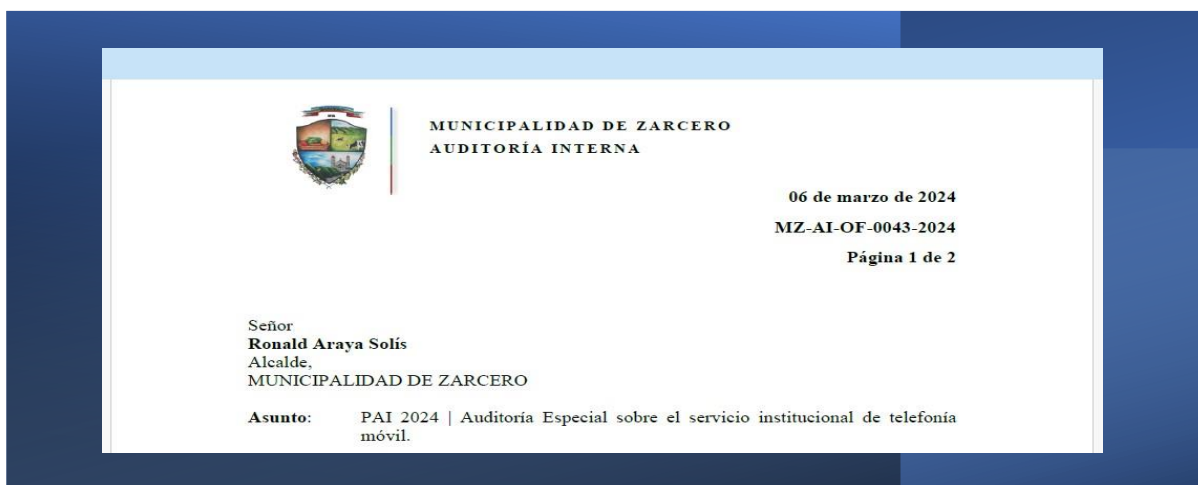 MUNICIPALIDAD DE ZARCERO
AUDITORÍA INTERNA
06 de marzo de 2024
MZ-AI-OF-0043-2024
Página 1 de 2
Señor
Ronald Araya Solís
Alcalde,
MUNICIPALIDAD DE ZARCERO
Asunto: PAI 2024 | Auditoría Especial sobre el servicio institucional de telefonía
móvil.